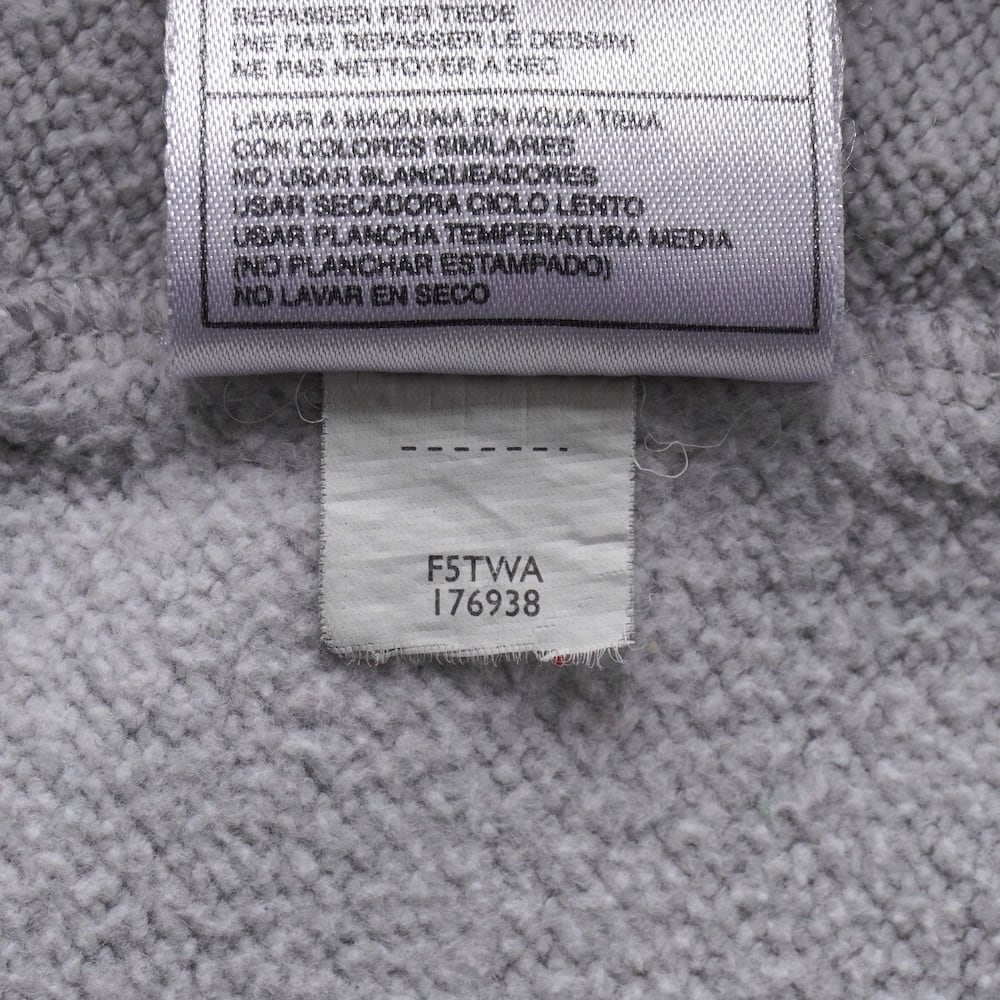 REPASSER FER TIEDE
(NE PAS REPASSER LE DESSIN)
NE PAS NETTOYER A SEC
LAVAR A MAQUINA EN AGUA TRIIA
CON COLORES SIMILARES
NO USAR BLANQUEADORES
USAR SECADORA CICLO LENTO
USAR PLANCHA TEMPERATURA MEDIA
(NO PLANCHAR ESTAMPADO)
NO LAVAR EN SECO
F5TWA
176938